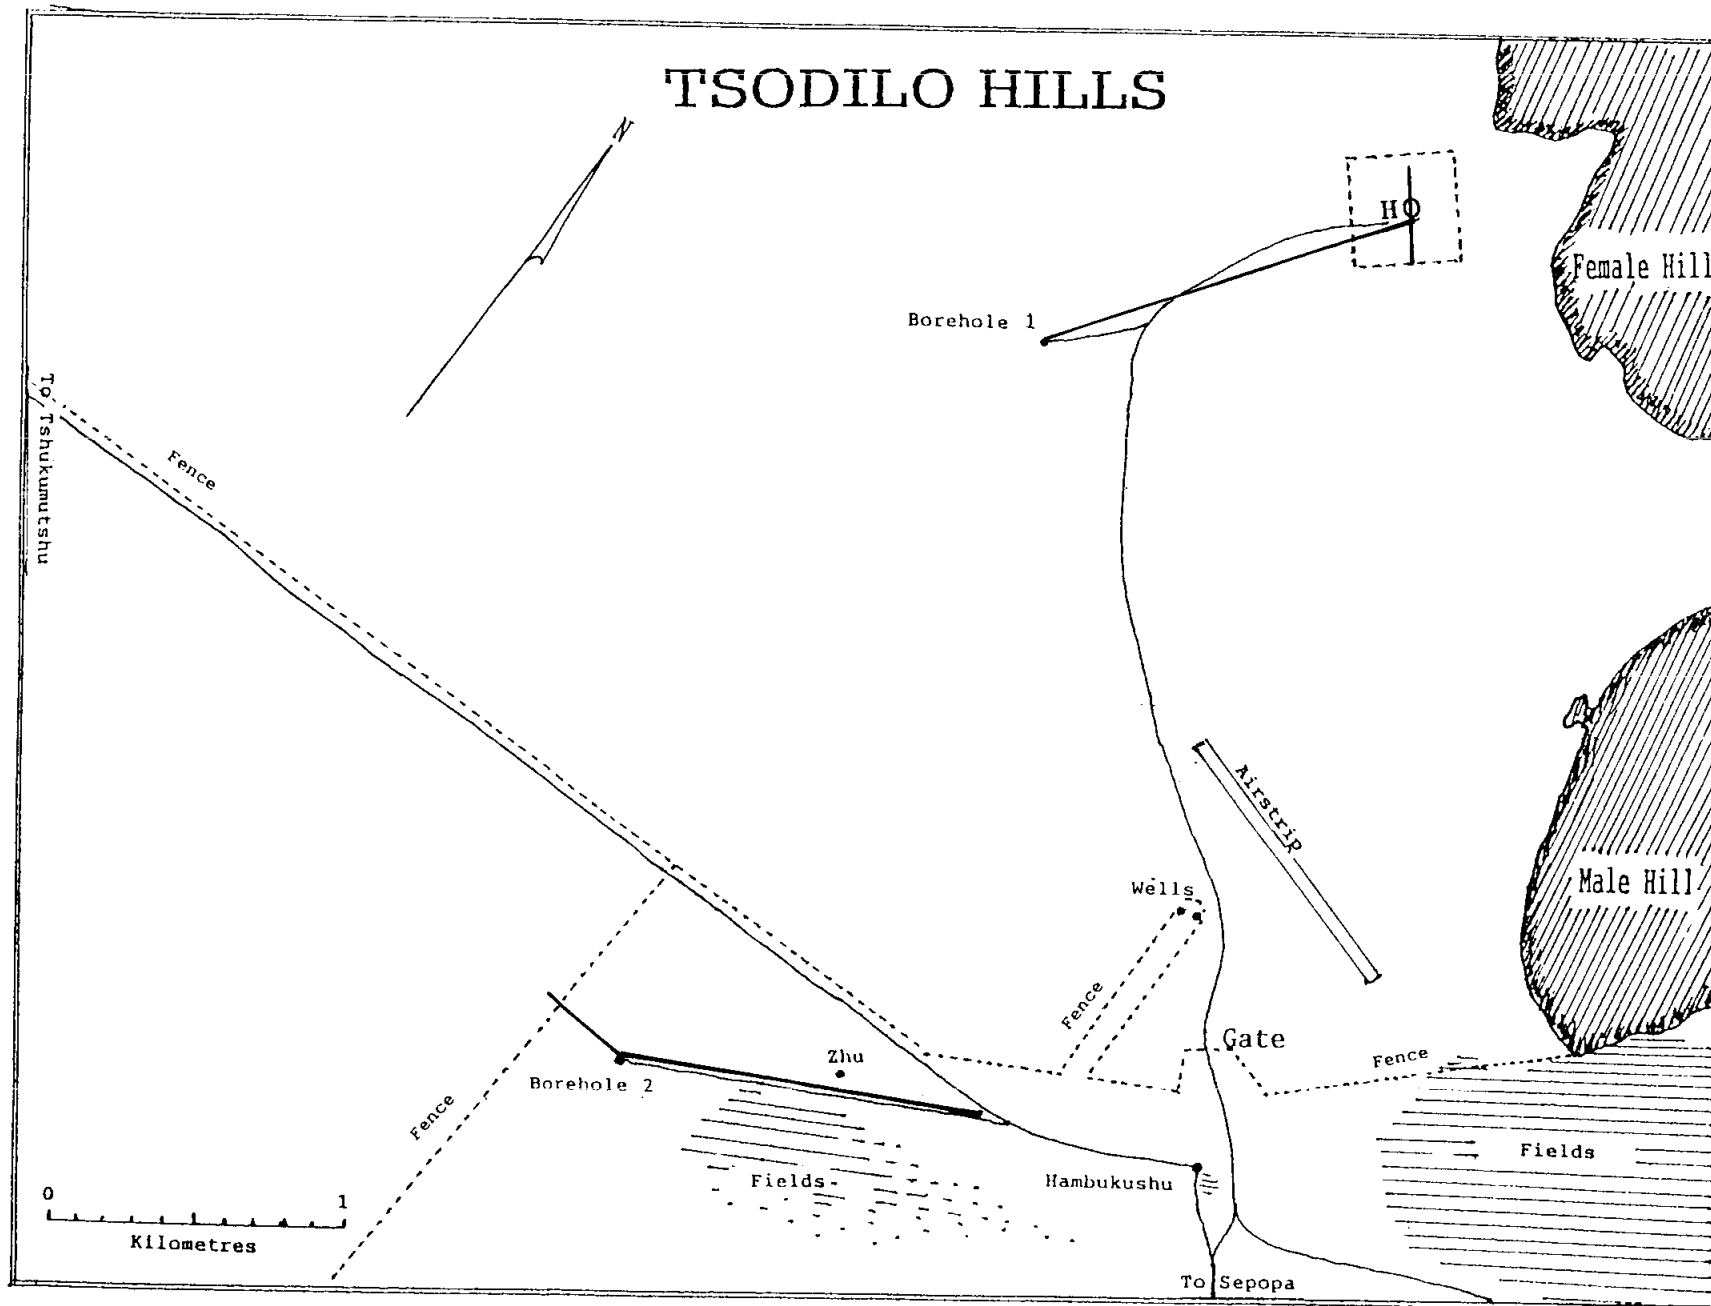 TSODILO HILLS
N
HQ
Female Hill
Borehole 1
To Tshukumutshu
Fence
Airstrip
Wells
Male Hill
Fence
Gate
Zhu
Fence
Borehole 2
Fence
Fields
Fields
Hambukushu
0 1
Kilometres
To Sepopa